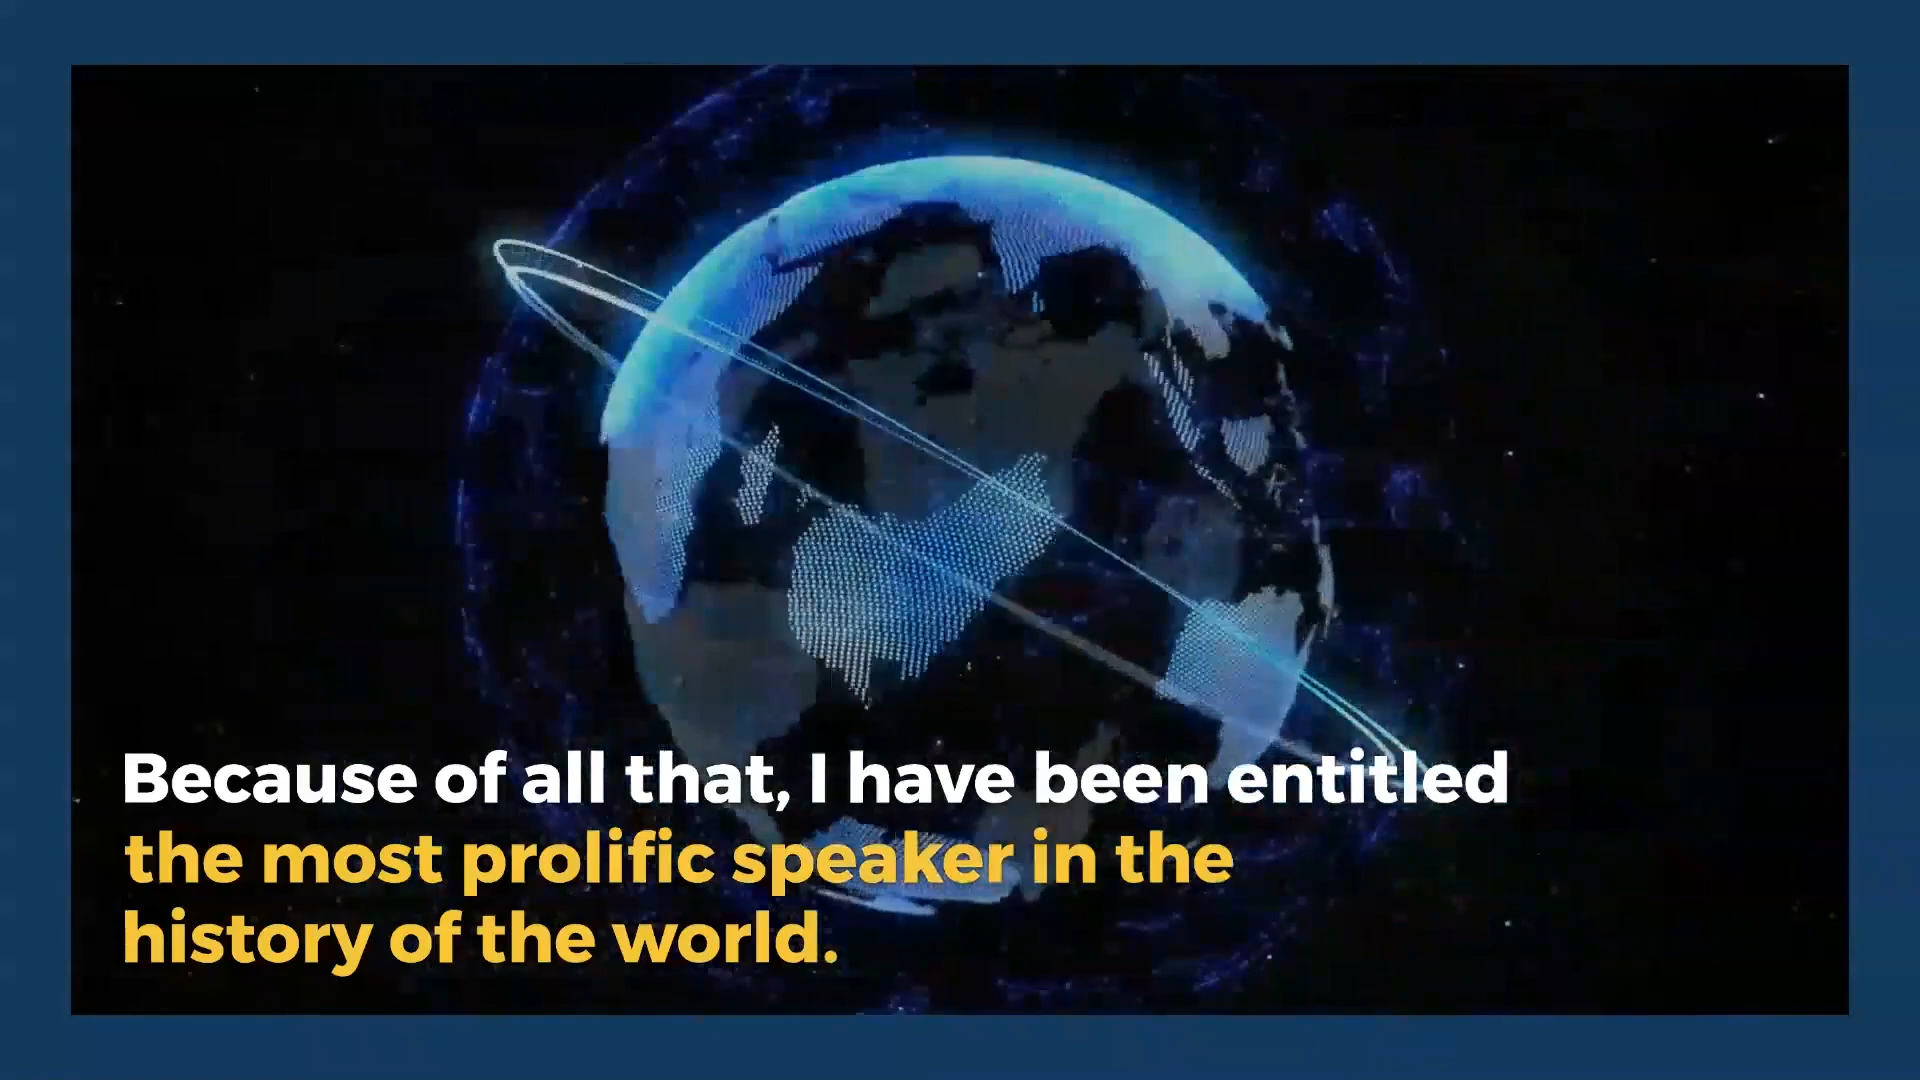 Because of all that, I have been entitled
the most prolific speaker in the
history of the world.